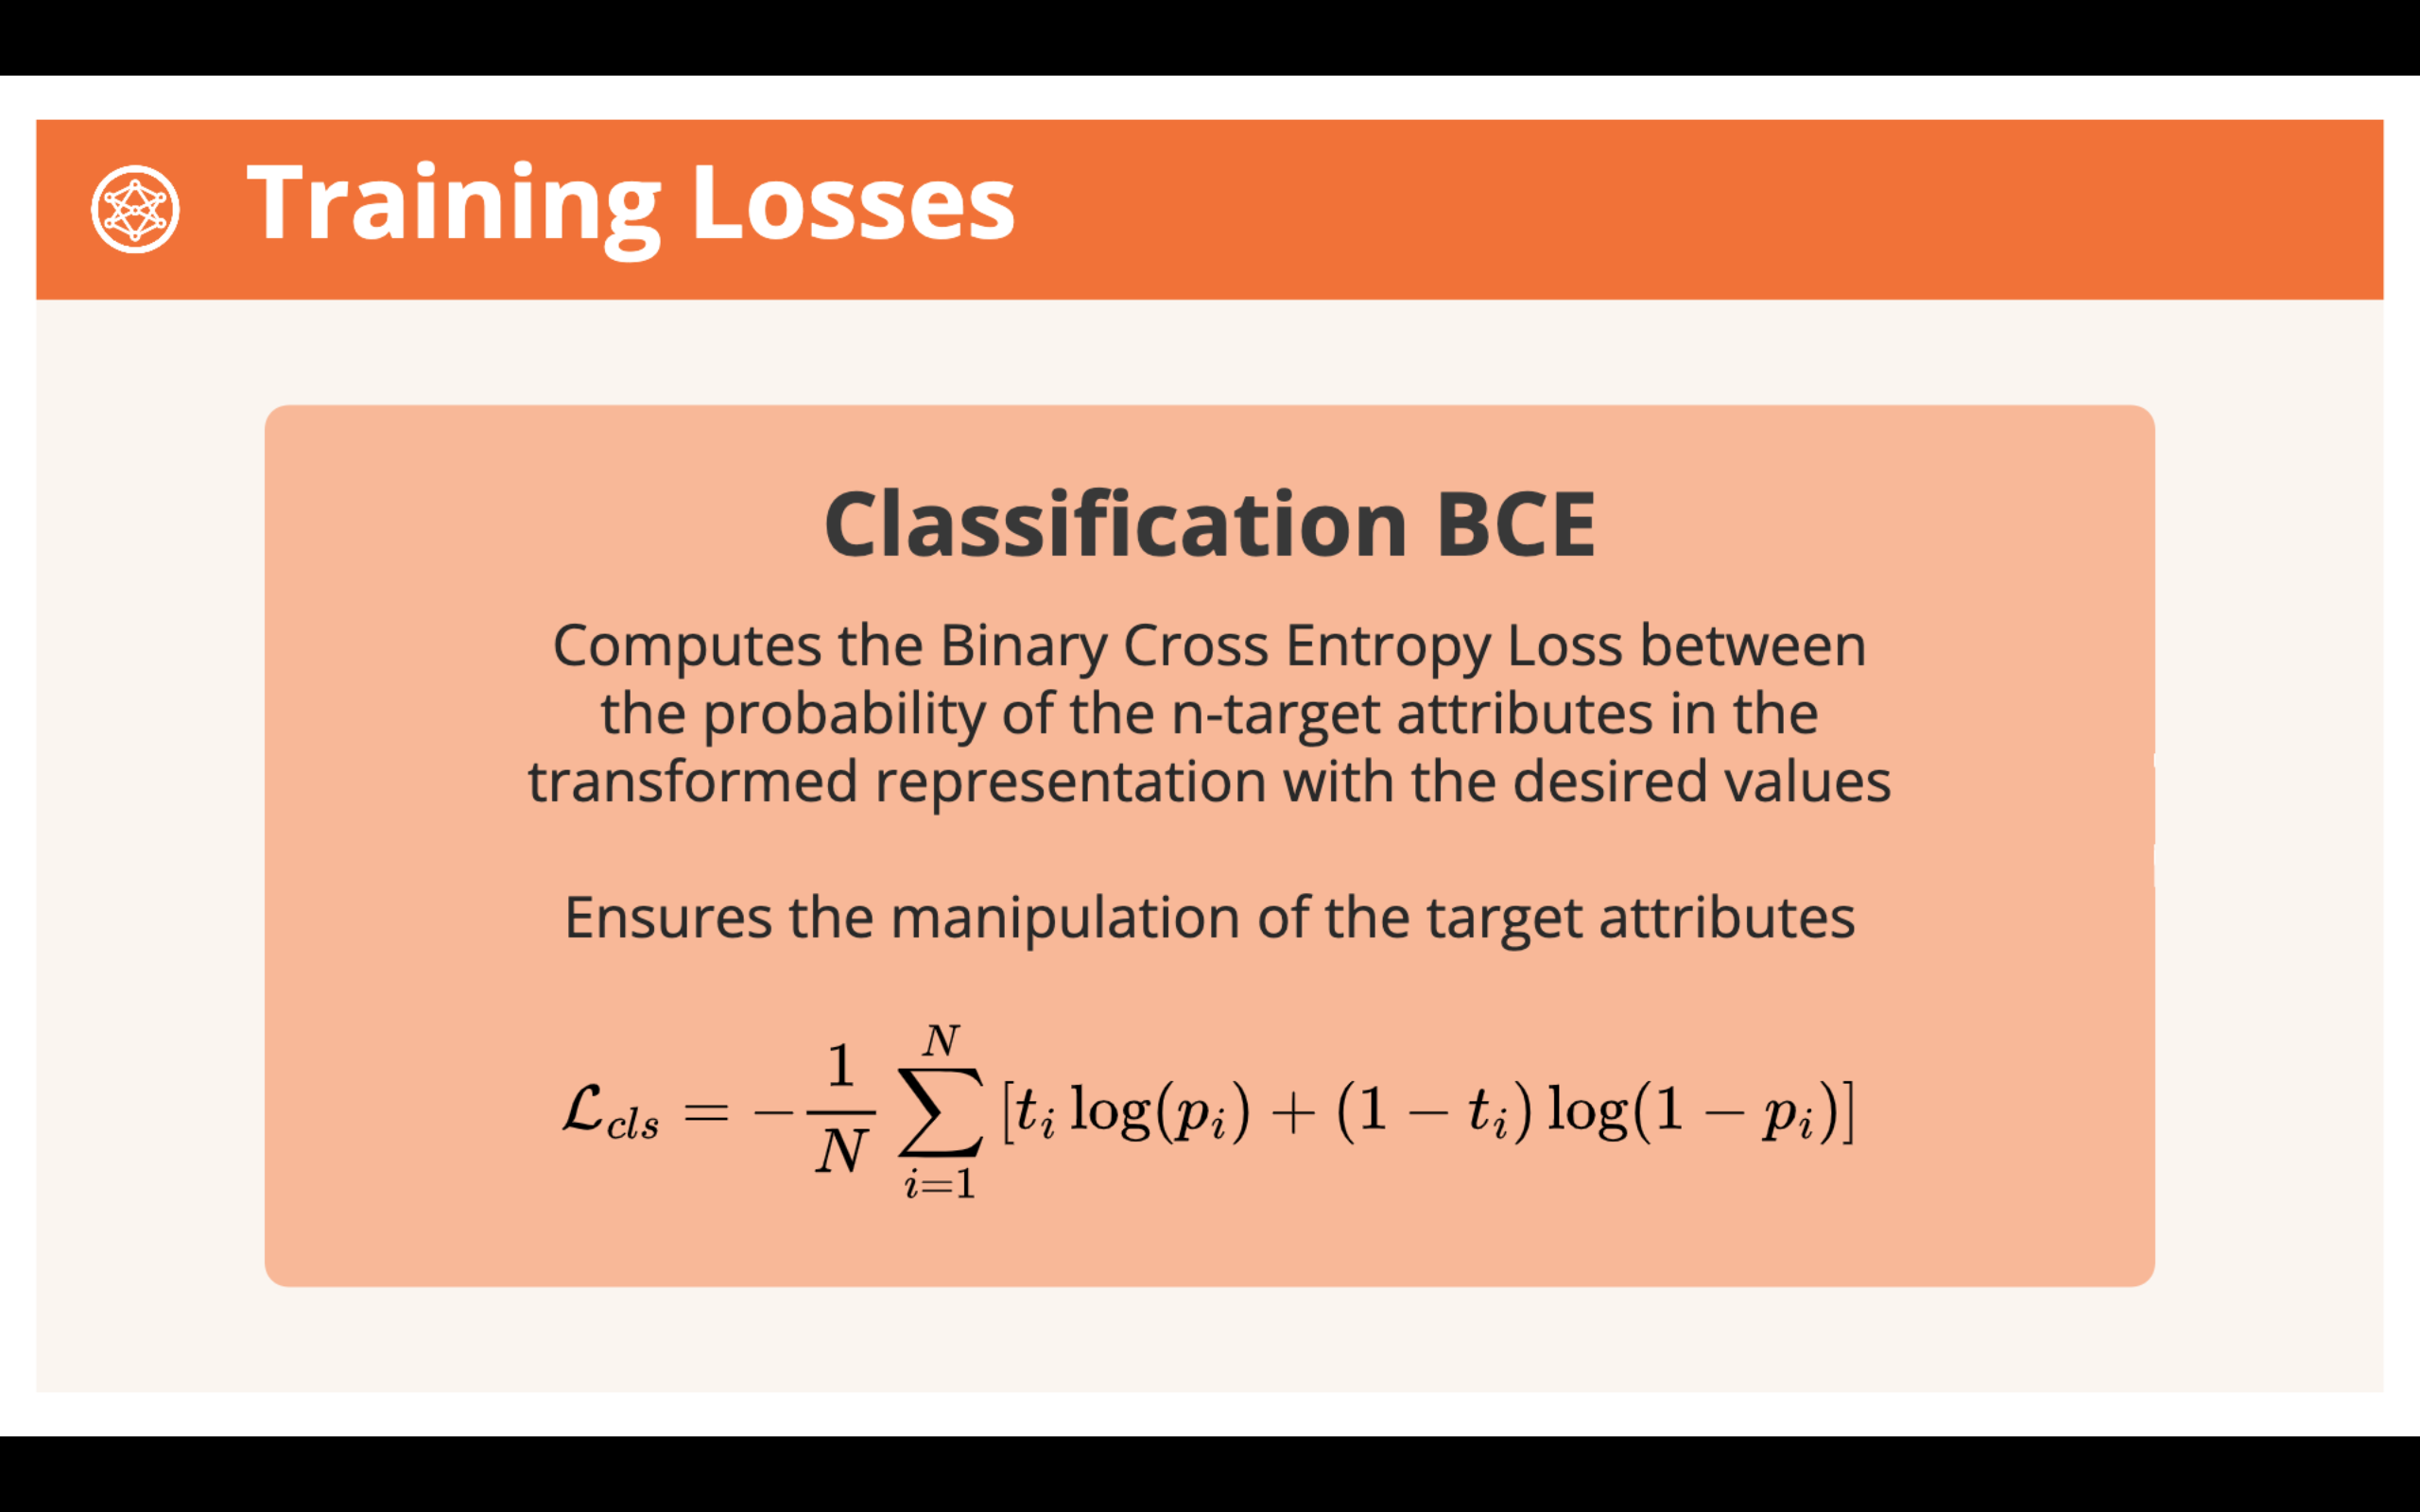 Training Losses
Classification BCE
Computes the Binary Cross Entropy Loss between
the probability of the n-target attributes in the
transformed representation with the desired values
Ensures the manipulation of the target attributes
$\mathcal{L}_{cls} = -\frac{1}{N} \sum_{i=1}^{N} [t_i \log(p_i) + (1 - t_i) \log(1 - p_i)]$